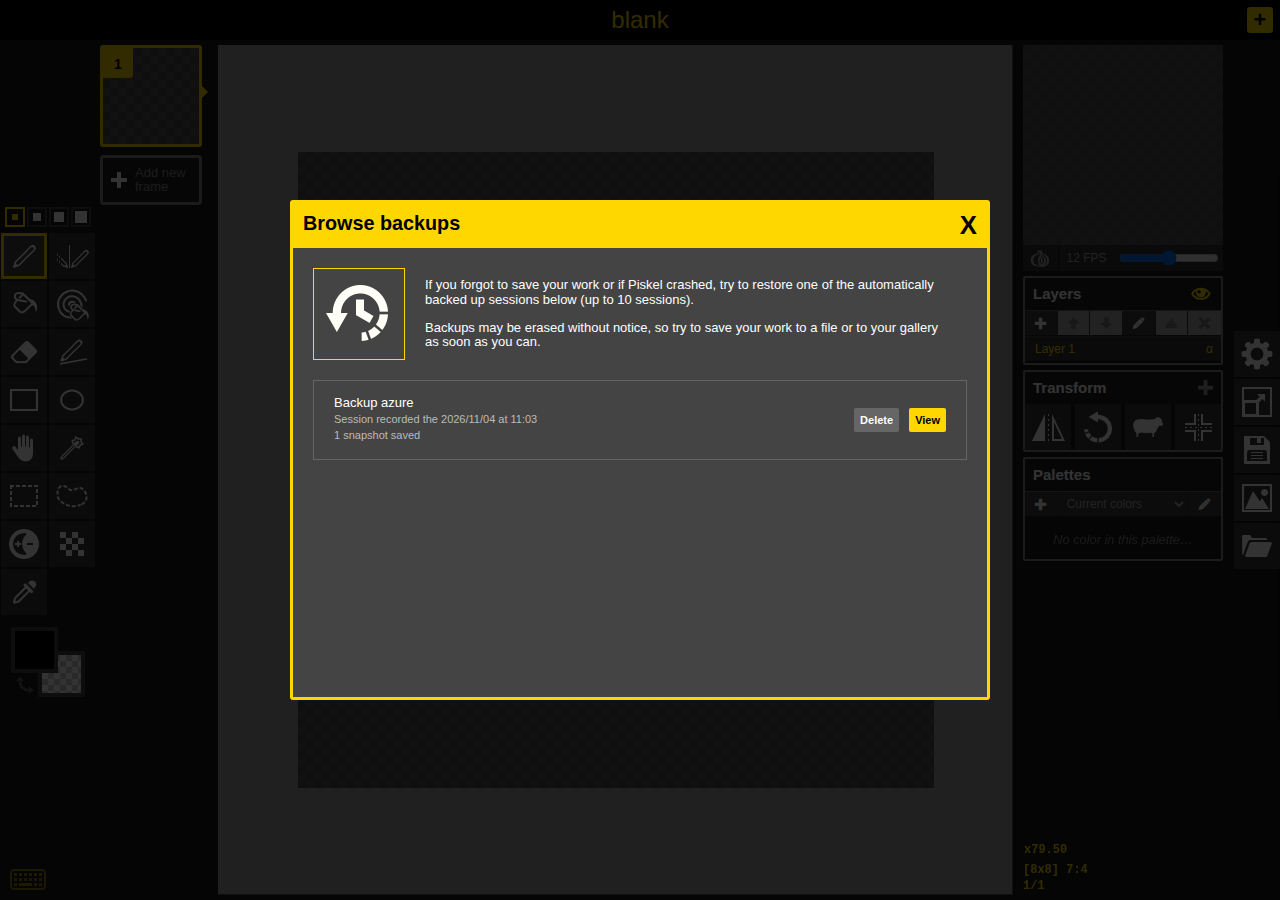 blank
+
1
Add new
frame
Browse backups
X
If you forgot to save your work or if Piskel crashed, try to restore one of the automatically
backed up sessions below (up to 10 sessions).
Backups may be erased without notice, so try to save your work to a file or to your gallery
as soon as you can.
Backup azure
Session recorded the 2026/11/04 at 11:03
1 snapshot saved
Delete
View
12 FPS
Layers
Layer 1
α
Transform
Palettes
Current colors
No color in this palette…
x79.50
[8x8] 7:4
1/1